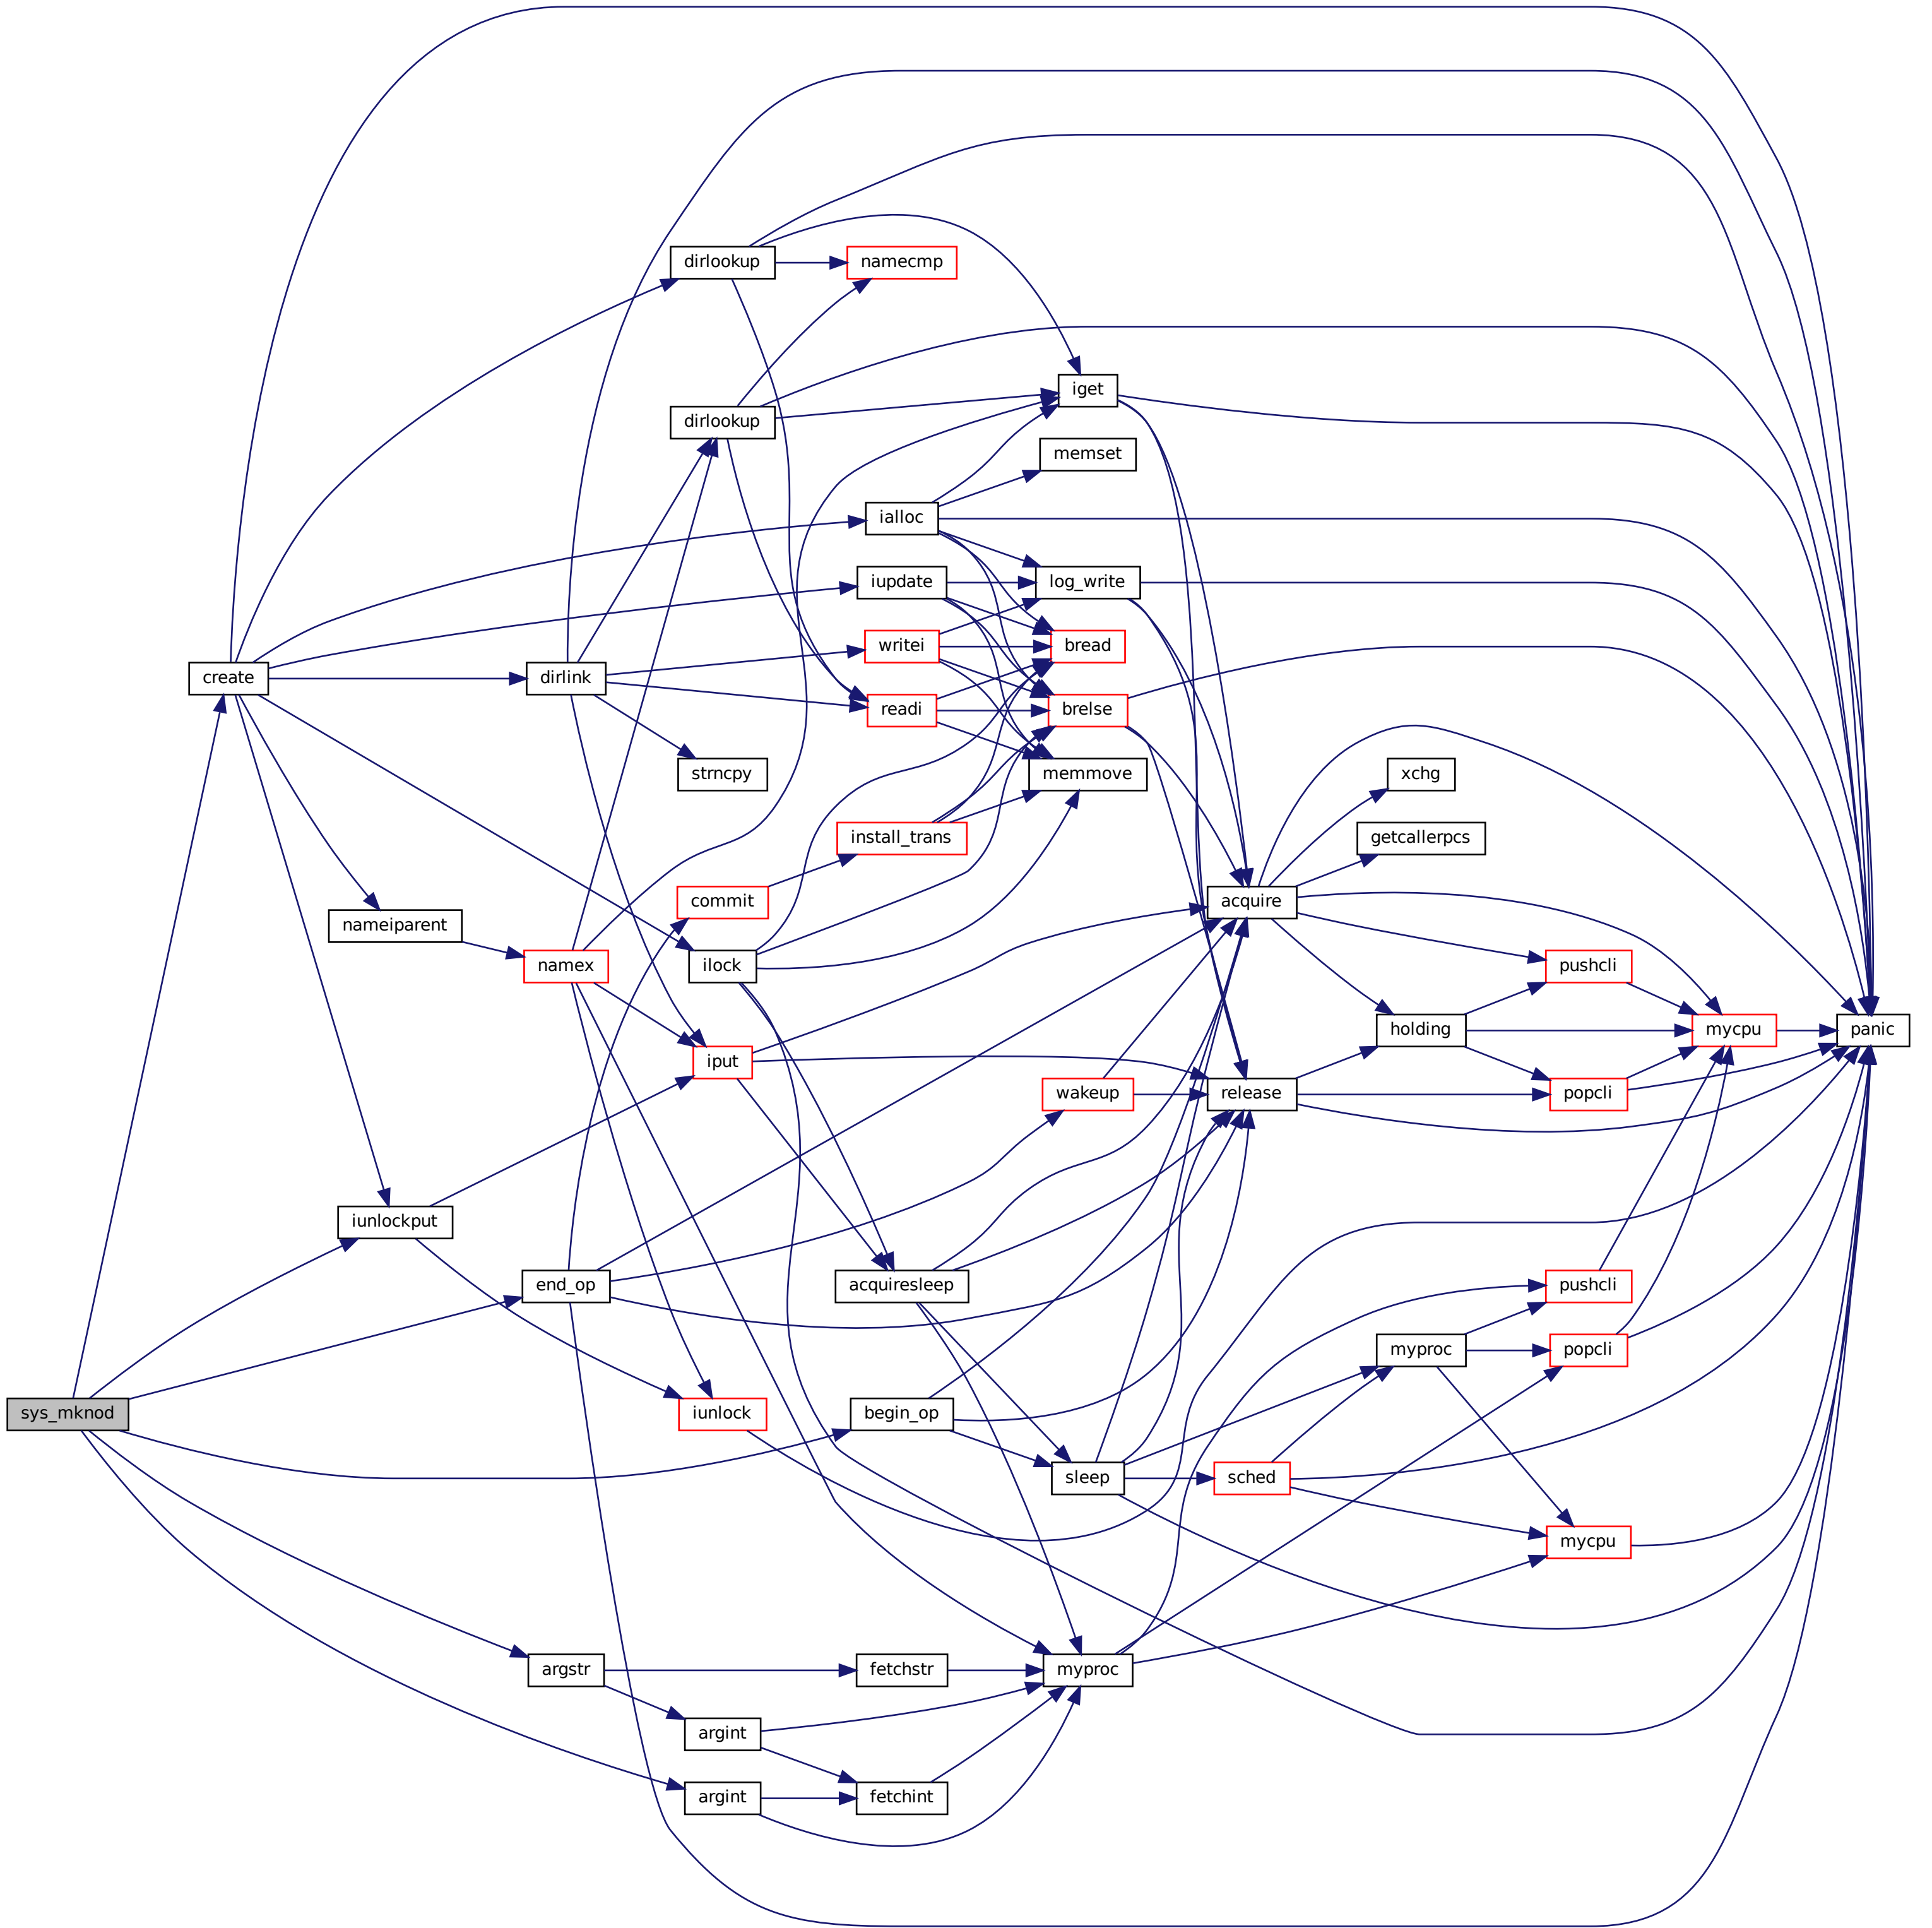 dirlookup
namecmp
iget
dirlookup
memset
ialloc
iupdate
log_write
writei
bread
create
dirlink
readi
brelse
strncpy
memmove
xchg
install_trans
getcallerpcs
commit
acquire
nameiparent
namex
ilock
pushcli
holding
mycpu
panic
iput
wakeup
release
popcli
iunlockput
end_op
acquiresleep
pushcli
myproc
popcli
sys_mknod
iunlock
begin_op
sleep
sched
mycpu
argstr
fetchstr
myproc
argint
argint
fetchint